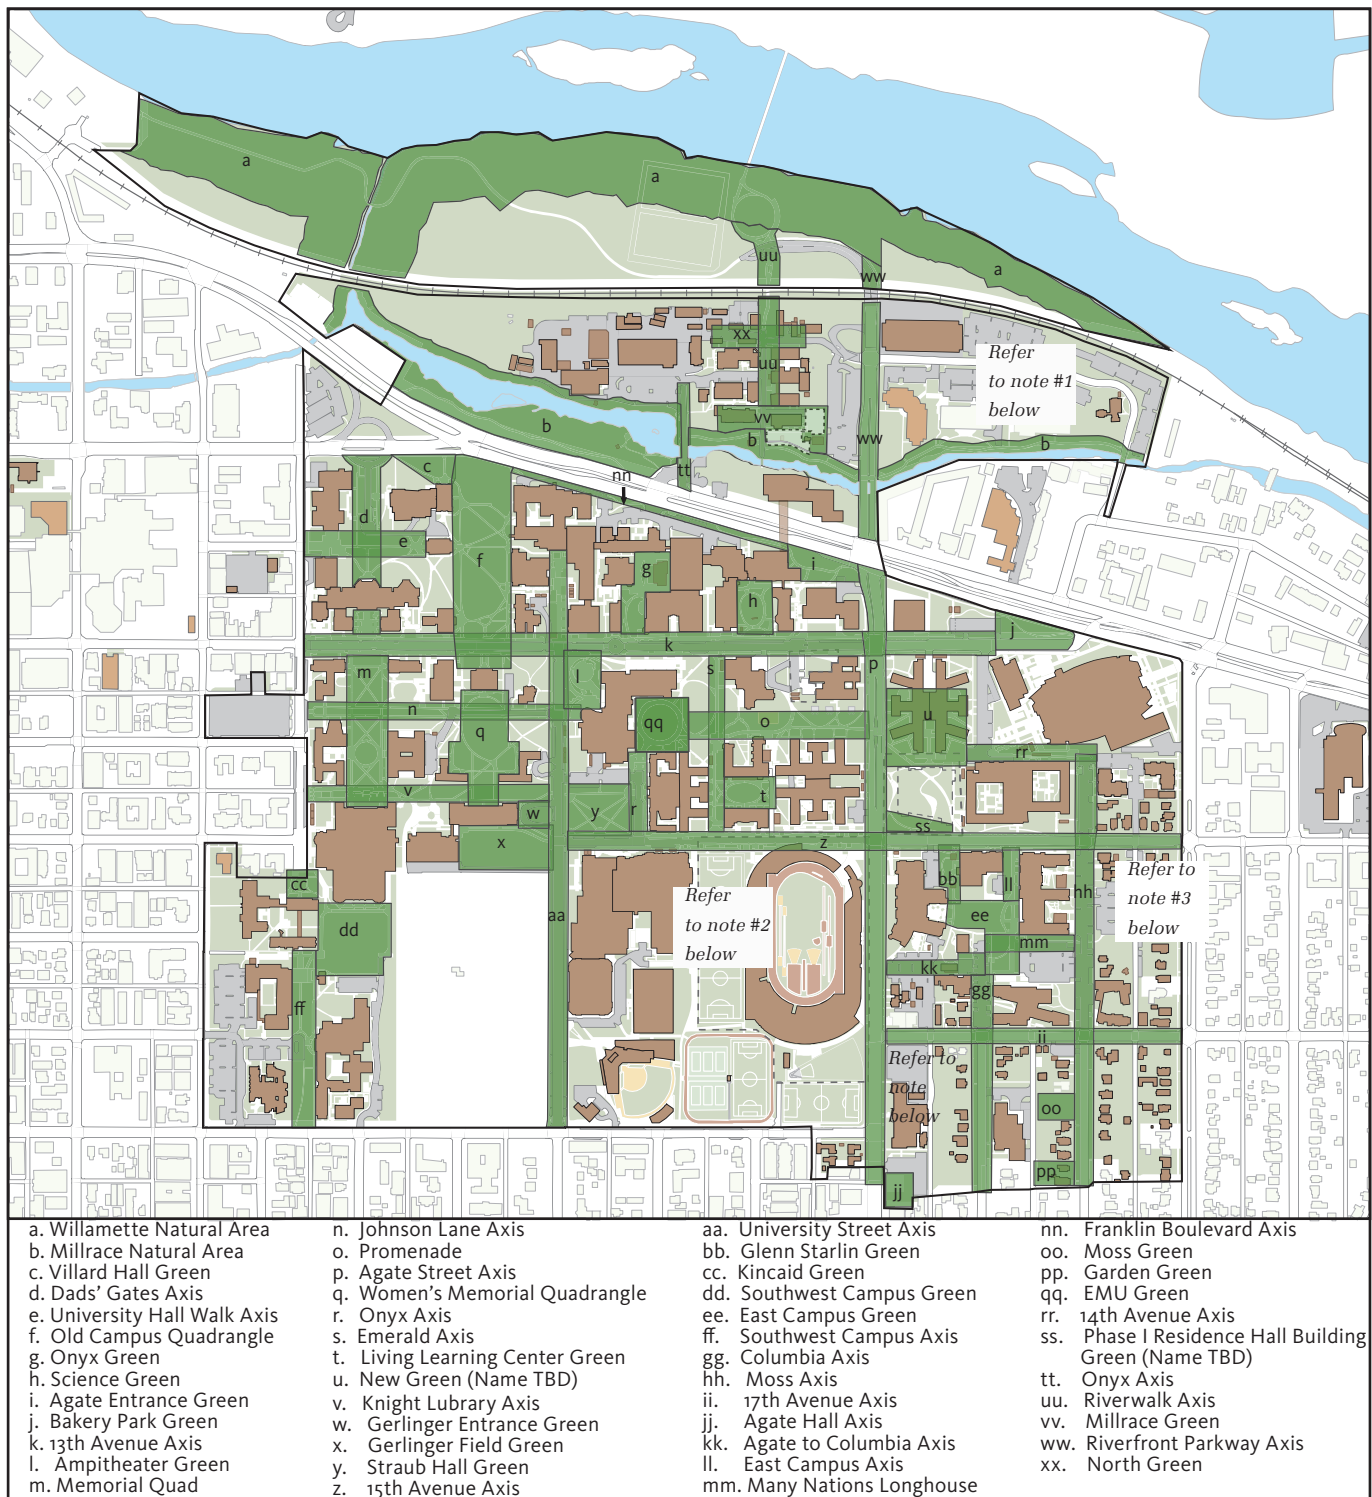 a
a
uu
ww
a
xx
Refer
to note #1
below
uu
vv
b
b
ww
b
c
tt
nn
d
e
f
g
i
h
j
k
l
s
p
m
n
q
qq
o
u
rr
v
w
y
r
t
ss
x
z
cc
bb
ll
hh
Refer to
note #3
below
Refer
to note #2
below
dd
aa
ee
mm
kk
gg
ff
ii
Refer to
note
below
oo
pp
jj
a. Willamette Natural Area
b. Millrace Natural Area
c. Villard Hall Green
d. Dads' Gates Axis
e. University Hall Walk Axis
f. Old Campus Quadrangle
g. Onyx Green
h. Science Green
i. Agate Entrance Green
j. Bakery Park Green
k. 13th Avenue Axis
l. Ampitheater Green
m. Memorial Quad
n. Johnson Lane Axis
o. Promenade
p. Agate Street Axis
q. Women's Memorial Quadrangle
r. Onyx Axis
s. Emerald Axis
t. Living Learning Center Green
u. New Green (Name TBD)
v. Knight Lubrary Axis
w. Gerlinger Entrance Green
x. Gerlinger Field Green
y. Straub Hall Green
z. 15th Avenue Axis
aa. University Street Axis
bb. Glenn Starlin Green
cc. Kincaid Green
dd. Southwest Campus Green
ee. East Campus Green
ff. Southwest Campus Axis
gg. Columbia Axis
hh. Moss Axis
ii. 17th Avenue Axis
jj. Agate Hall Axis
kk. Agate to Columbia Axis
ll. East Campus Axis
mm. Many Nations Longhouse
nn. Franklin Boulevard Axis
oo. Moss Green
pp. Garden Green
qq. EMU Green
rr. 14th Avenue Axis
ss. Phase I Residence Hall Building
Green (Name TBD)
tt. Onyx Axis
uu. Riverwalk Axis
vv. Millrace Green
ww. Riverfront Parkway Axis
xx. North Green